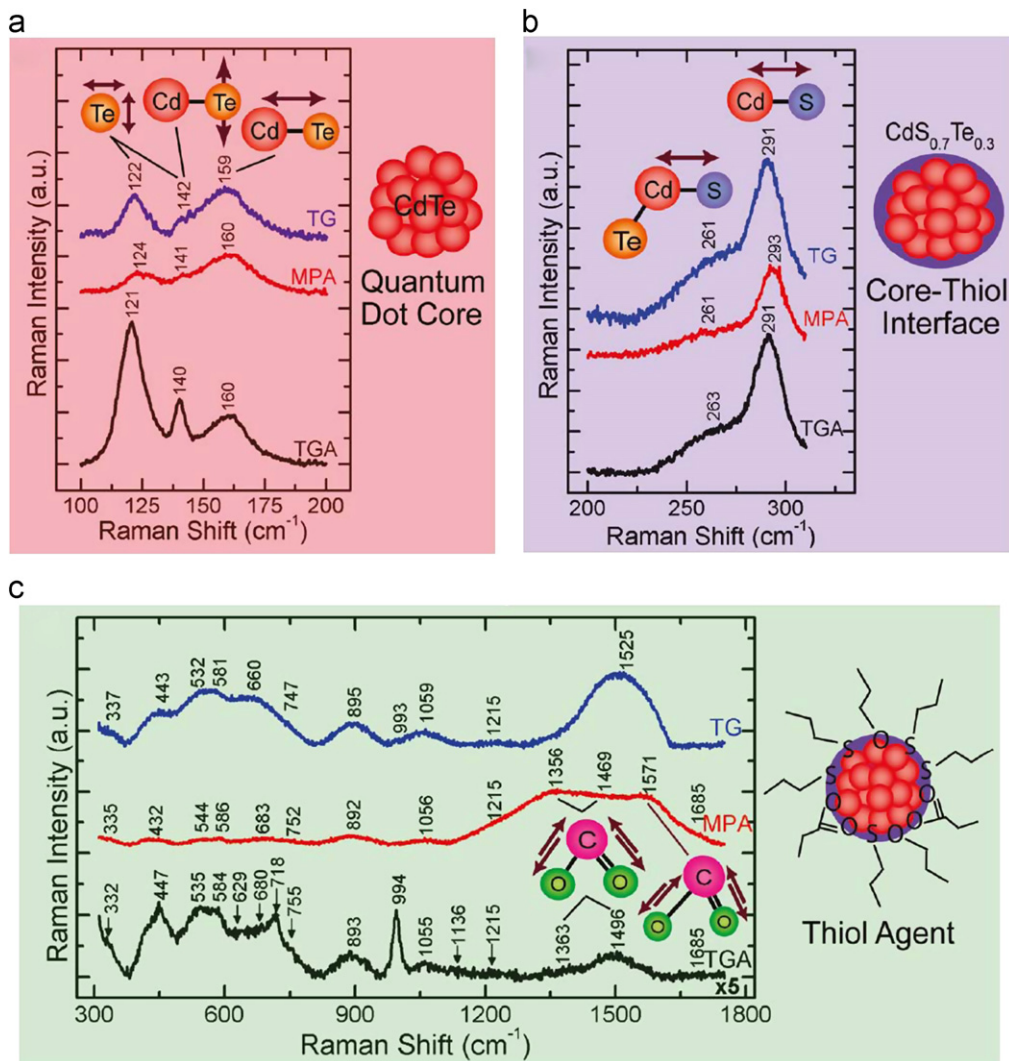 a
Raman Intensity (a.u.)
Te
Cd
Te
Cd
Te
122
142
159
TG
124
141
160
MPA
121
140
160
TGA
100 125 150 175 200
Raman Shift (cm-1)
CdTe
Quantum
Dot Core
b
Raman Intensity (a.u.)
Cd
S
Cd
S
Te
291
261
TG
293
261
MPA
291
263
TGA
200 250 300
Raman Shift (cm-1)
CdS0.7Te0.3
Core-Thiol
Interface
c
Raman Intensity (a.u.)
337
443
532
581
660
747
895
993
1059
1215
1525
TG
335
432
544
586
683
752
892
1056
1215
1356
1469
1571
1685
MPA
C
O
O
C
O
O
332
447
535
584
629
680
718
755
893
994
1055
1136
1215
1363
1496
1685
TGA
x5
300 600 900 1200 1500 1800
Raman Shift (cm-1)
S
O
S
S
S
O
O
O
S
O
S
Thiol Agent